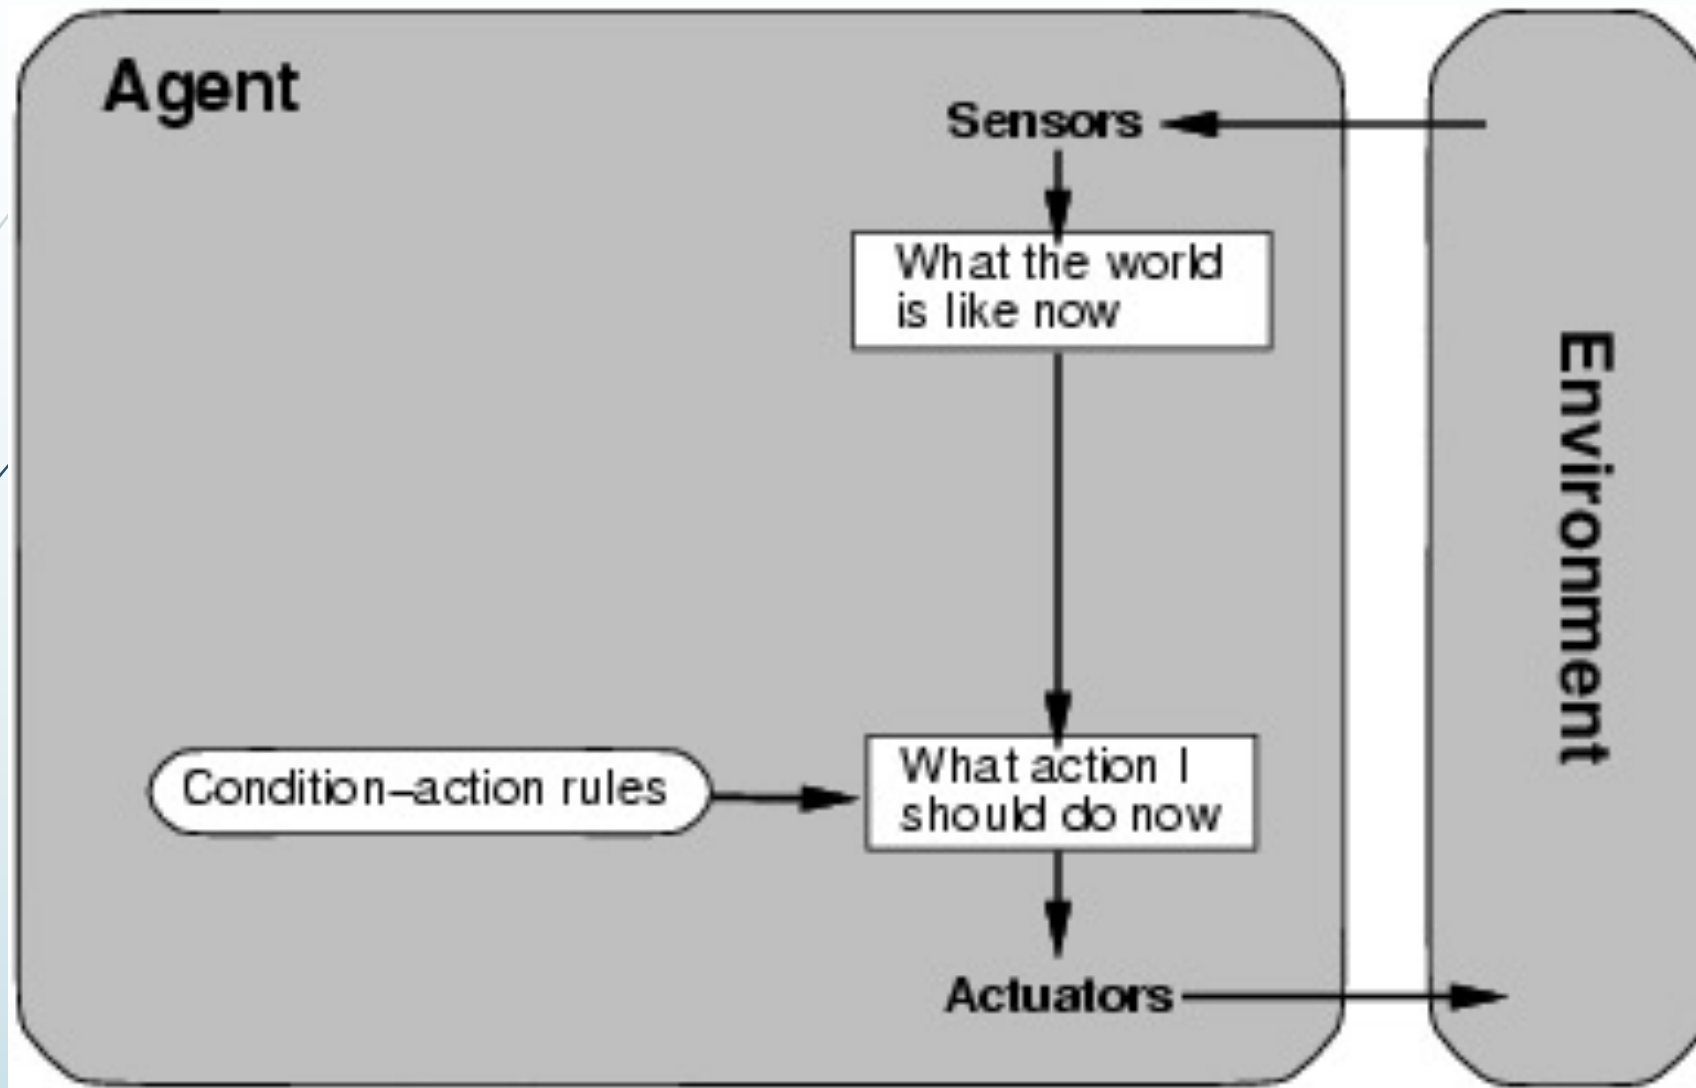 Agent
Sensors
What the world
is like now
Environment
Condition–action rules
What action I
should do now
Actuators